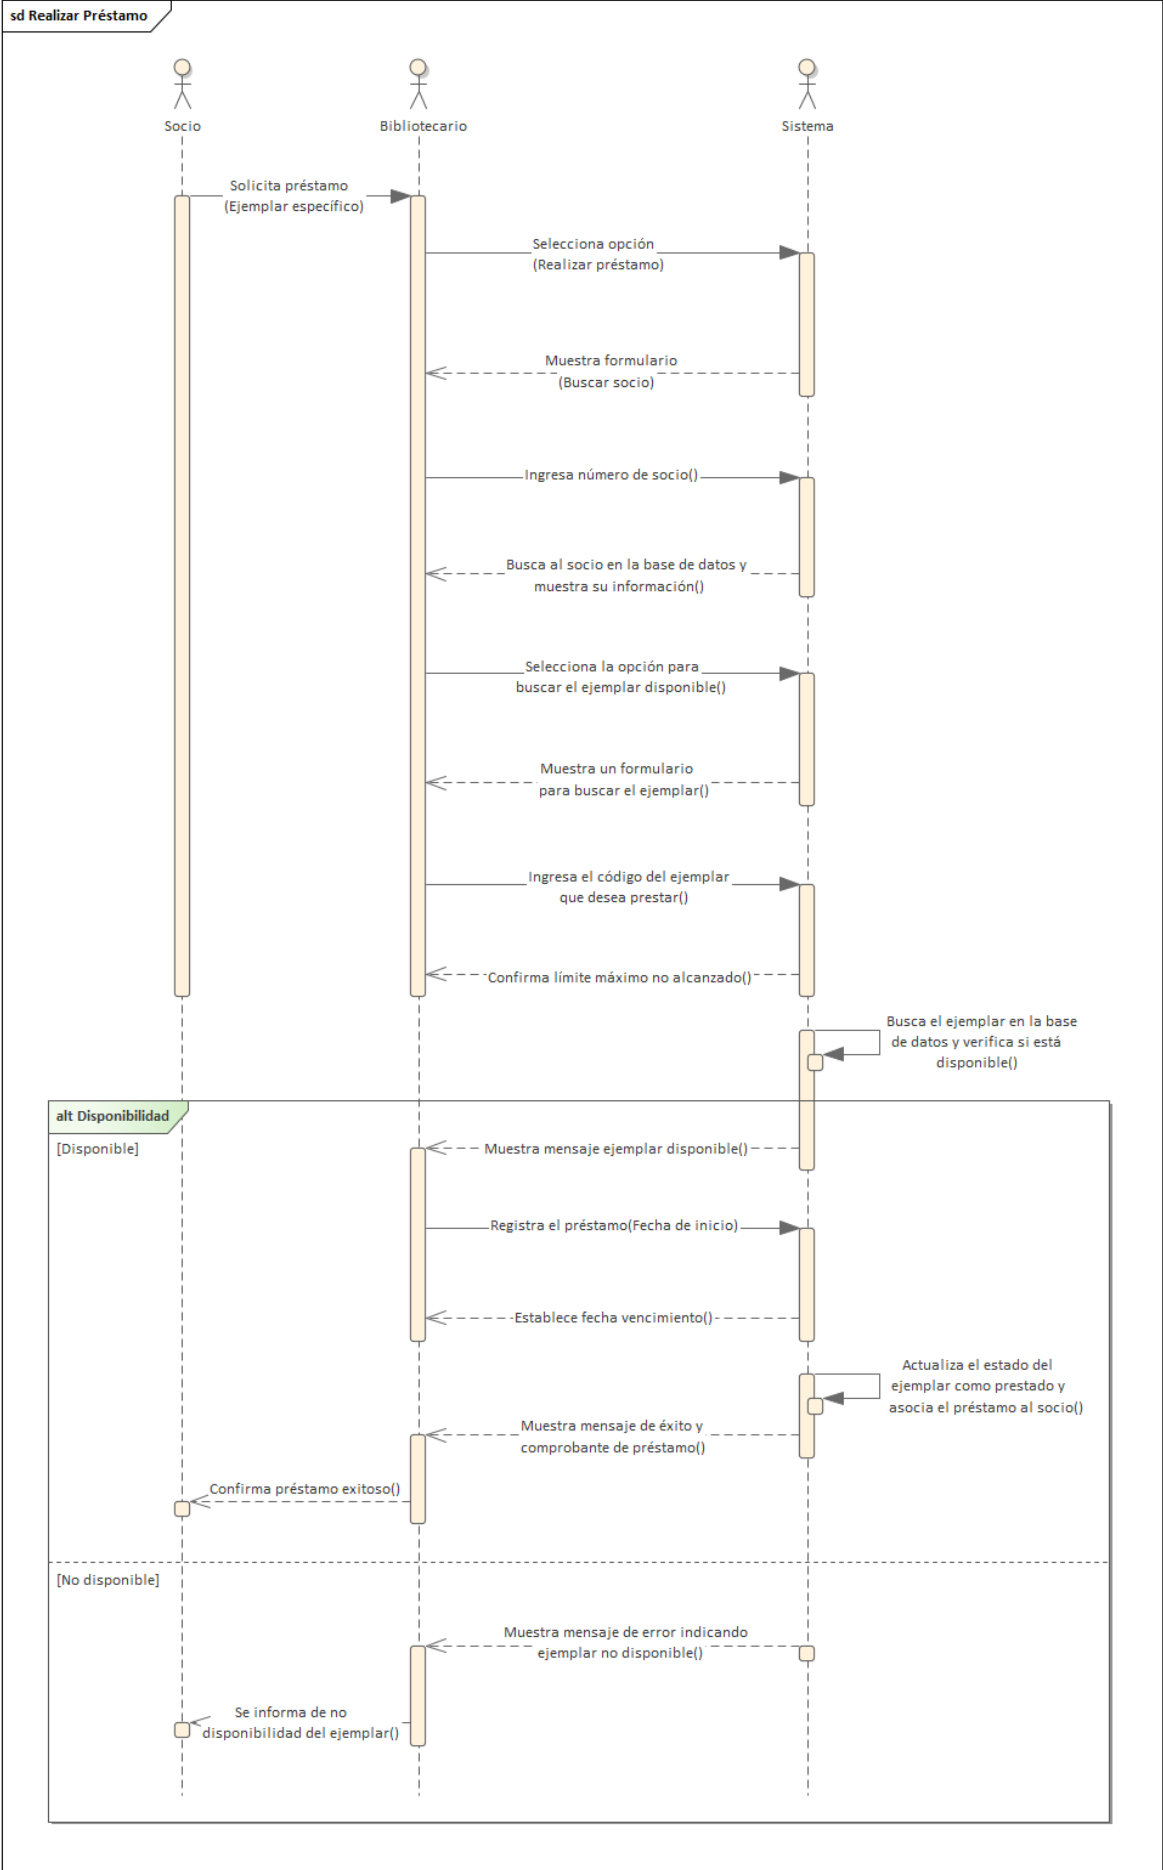 sd Realizar Préstamo
Socio
Bibliotecario
Sistema
Solicita préstamo
(Ejemplar específico)
Selecciona opción
(Realizar préstamo)
Muestra formulario
(Buscar socio)
Ingresa número de socio()
Busca al socio en la base de datos y
muestra su información()
Selecciona la opción para
buscar el ejemplar disponible()
Muestra un formulario
para buscar el ejemplar()
Ingresa el código del ejemplar
que desea prestar()
Confirma límite máximo no alcanzado()
Busca el ejemplar en la base
de datos y verifica si está
disponible()
alt Disponibilidad
[Disponible]
Muestra mensaje ejemplar disponible()
Registra el préstamo(Fecha de inicio)
Establece fecha vencimiento()
Actualiza el estado del
ejemplar como prestado y
asocia el préstamo al socio()
Muestra mensaje de éxito y
comprobante de préstamo()
Confirma préstamo exitoso()
[No disponible]
Muestra mensaje de error indicando
ejemplar no disponible()
Se informa de no
disponibilidad del ejemplar()